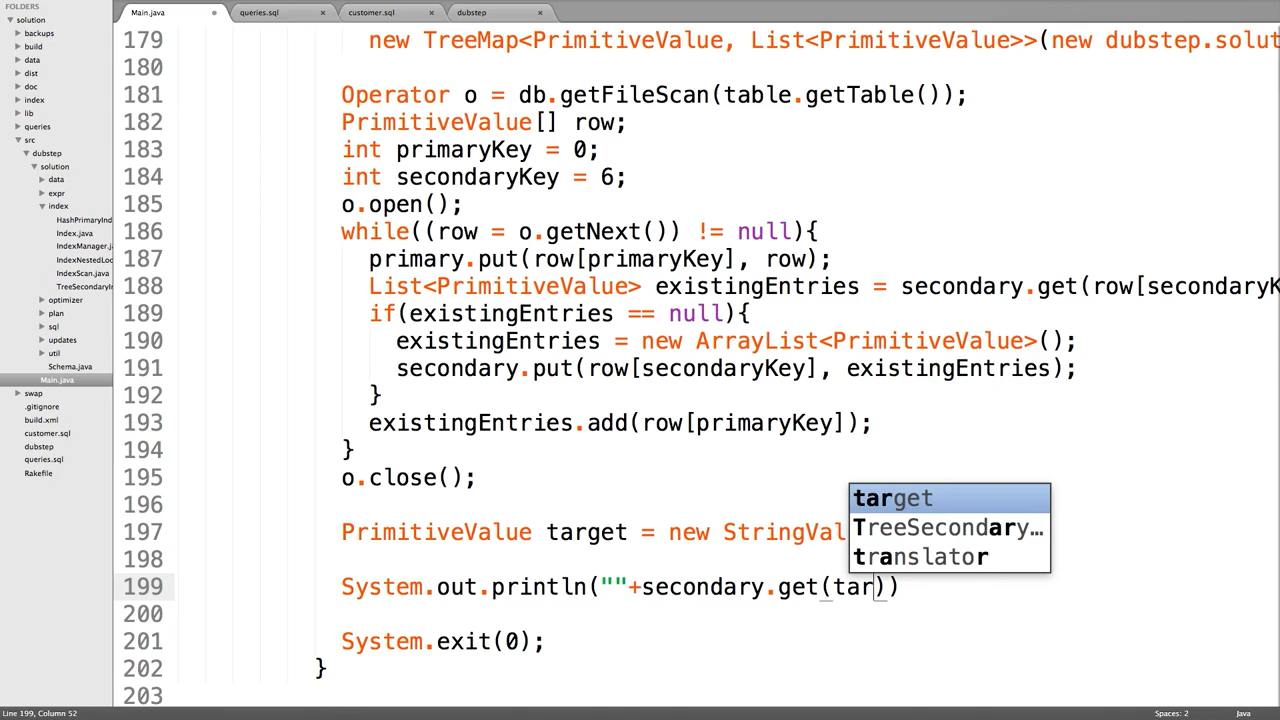 FOLDERS
solution
backups
build
data
dist
doc
index
lib
queries
src
dubstep
solution
data
expr
index
HashPrimaryInd
Index.java
IndexManager.ja
IndexNestedLoo
IndexScan.java
TreeSecondaryIn
optimizer
plan
sql
updates
util
Schema.java
Main.java
swap
.gitignore
build.xml
customer.sql
dubstep
queries.sql
Rakefile
Main.java
queries.sql
customer.sql
dubstep
179 new TreeMap<PrimitiveValue, List<PrimitiveValue>>(new dubstep.solut
180
181 Operator o = db.getFileScan(table.getTable());
182 PrimitiveValue[] row;
183 int primaryKey = 0;
184 int secondaryKey = 6;
185 o.open();
186 while((row = o.getNext()) != null){
187 primary.put(row[primaryKey], row);
188 List<PrimitiveValue> existingEntries = secondary.get(row[secondaryK
189 if(existingEntries == null){
190 existingEntries = new ArrayList<PrimitiveValue>();
191 secondary.put(row[secondaryKey], existingEntries);
192 }
193 existingEntries.add(row[primaryKey]);
194 }
195 o.close();
196
197 PrimitiveValue target = new StringVal
198
199 System.out.println(""+secondary.get(tar))
200
201 System.exit(0);
202 }
203
target
TreeSecondary…
translator
Line 199, Column 52
Spaces: 2
Java